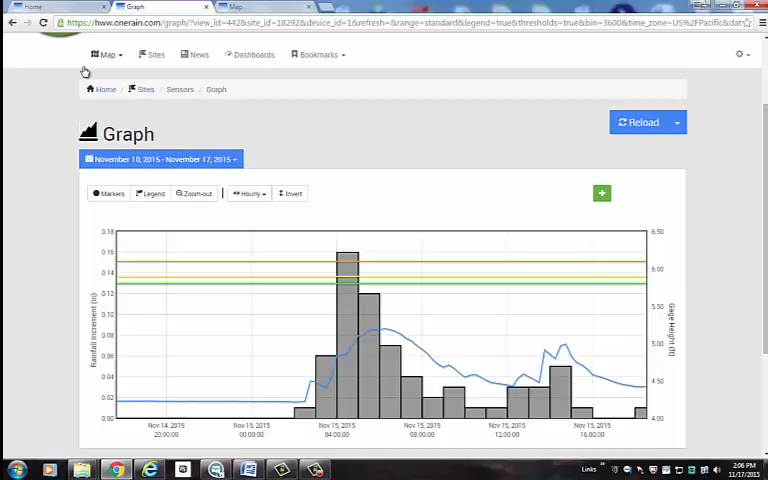 Home
Graph
Map
https://hwww.onerain.com/graph/?view_id=442&site_id=18292&device_id=1&refresh=&range=standard&legend=true&thresholds=true&bin=3600&time_zone=US%2FPacific&dat
Map
Sites
News
Dashboards
Bookmarks
Home / Sites / Sensors / Graph
Graph
Reload
November 10, 2015 - November 17, 2015
Markers
Legend
Zoom-out
Hourly
Invert
0.18
0.16
0.14
0.12
0.10
0.08
0.06
0.04
0.02
0.00
Rainfall Increment (in)
6.50
6.00
5.50
5.00
4.50
4.00
Gage Height (ft)
Nov 14, 2015
20:00:00
Nov 15, 2015
00:00:00
Nov 15, 2015
04:00:00
Nov 15, 2015
08:00:00
Nov 15, 2015
12:00:00
Nov 15, 2015
16:00:00
Links
2:06 PM
11/17/2015